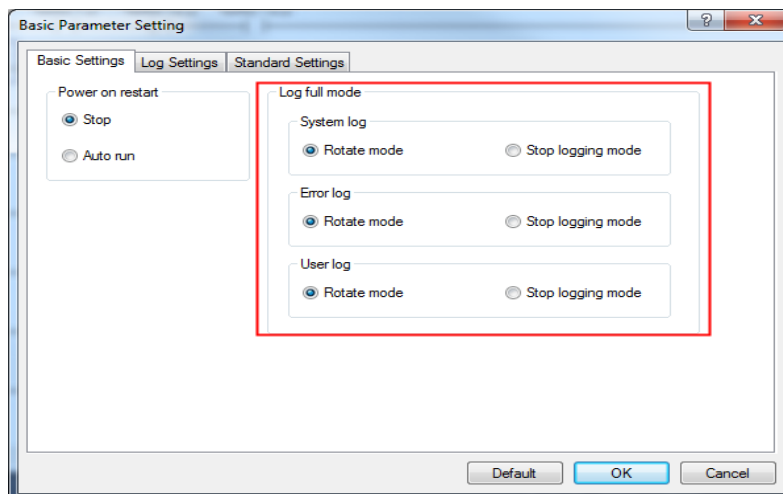 Basic Parameter Setting
Basic Settings Log Settings Standard Settings
Power on restart
Stop
Auto run
Log full mode
System log
Rotate mode Stop logging mode
Error log
Rotate mode Stop logging mode
User log
Rotate mode Stop logging mode
Default OK Cancel